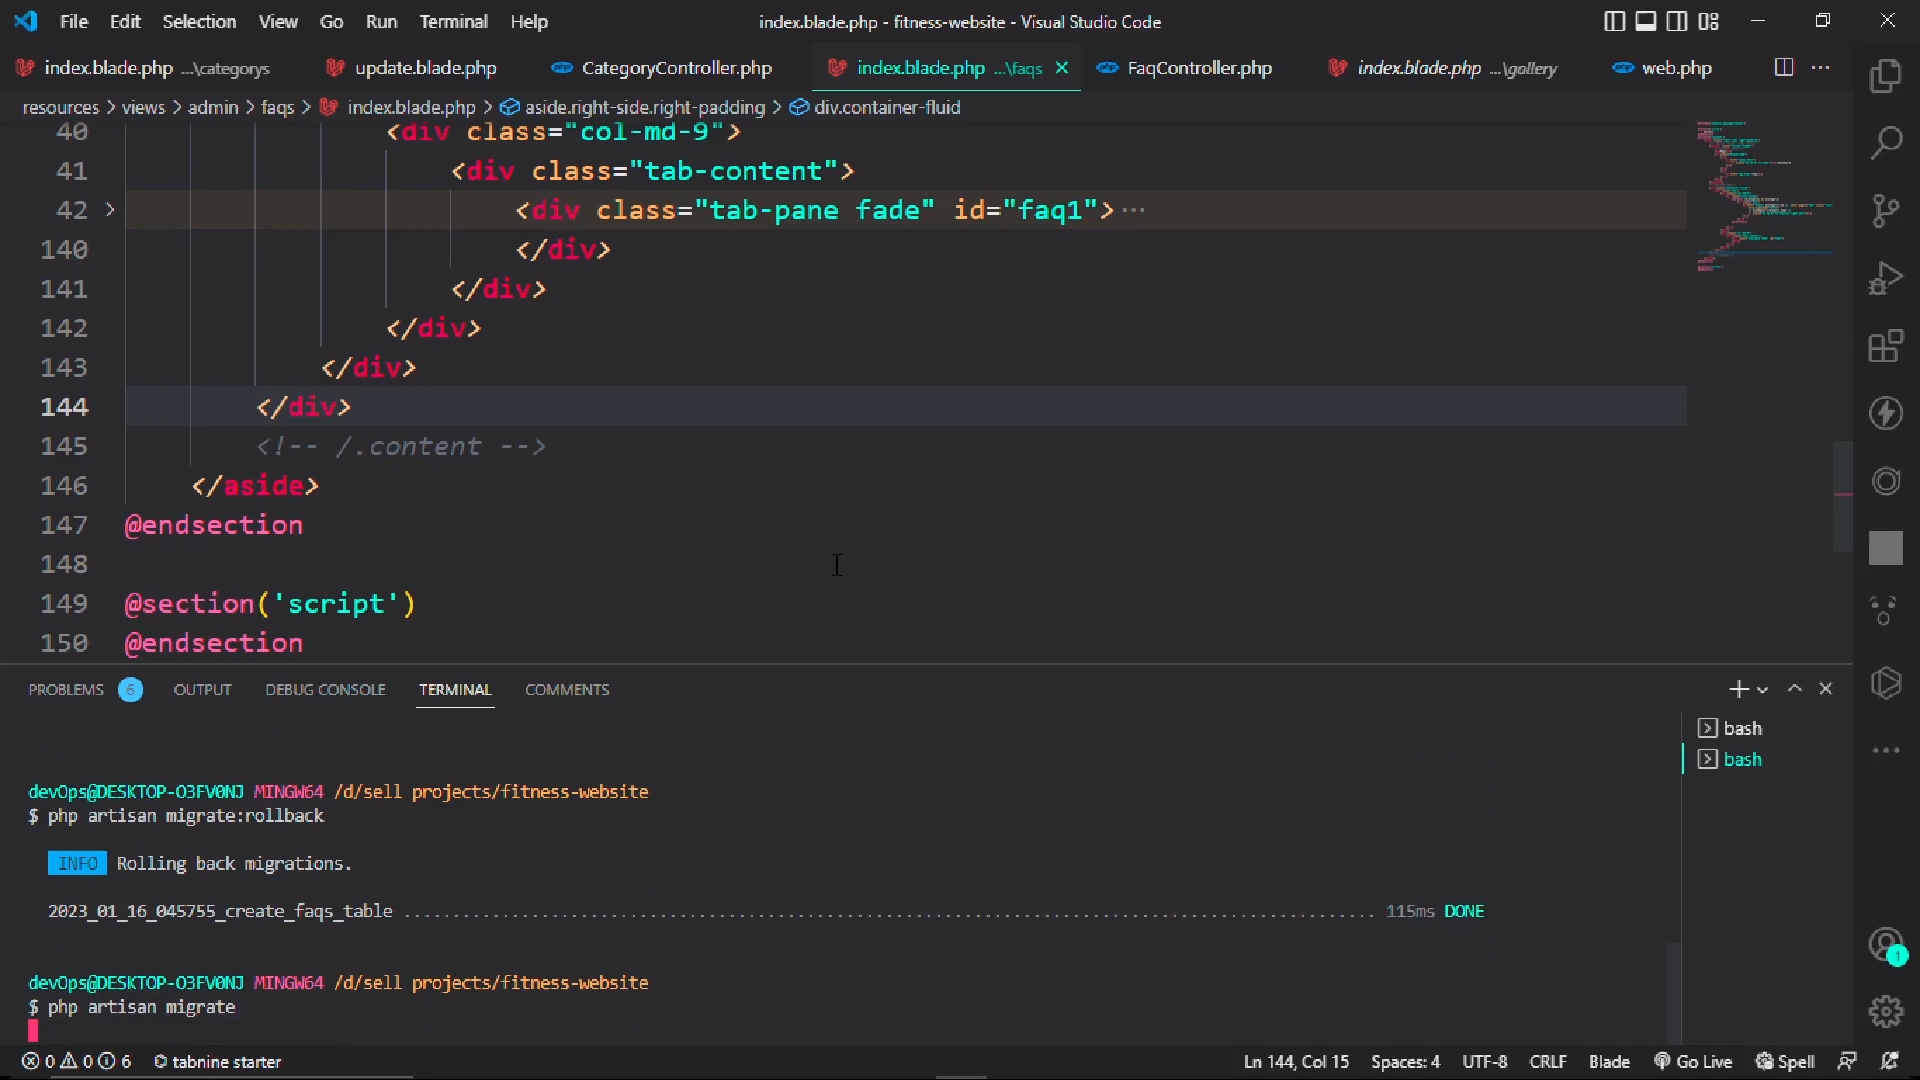 File Edit Selection View Go Run Terminal Help
index.blade.php - fitness-website - Visual Studio Code
index.blade.php ...\categorys update.blade.php CategoryController.php index.blade.php ...\faqs FaqController.php index.blade.php ...\gallery web.php
resources > views > admin > faqs > index.blade.php > aside.right-side.right-padding > div.container-fluid
40 <div class="col-md-9">
41 <div class="tab-content">
42 <div class="tab-pane fade" id="faq1">···
140 </div>
141 </div>
142 </div>
143 </div>
144 </div>
145 <!-- /.content -->
146 </aside>
147 @endsection
148
149 @section('script')
150 @endsection
PROBLEMS 6 OUTPUT DEBUG CONSOLE TERMINAL COMMENTS
bash
bash
devOps@DESKTOP-O3FV0NJ MINGW64 /d/sell projects/fitness-website
$ php artisan migrate:rollback
INFO Rolling back migrations.
2023_01_16_045755_create_faqs_table ................................................................................................... 115ms DONE
devOps@DESKTOP-O3FV0NJ MINGW64 /d/sell projects/fitness-website
$ php artisan migrate
1
0 0 6 tabnine starter
Ln 144, Col 15 Spaces: 4 UTF-8 CRLF Blade Go Live Spell